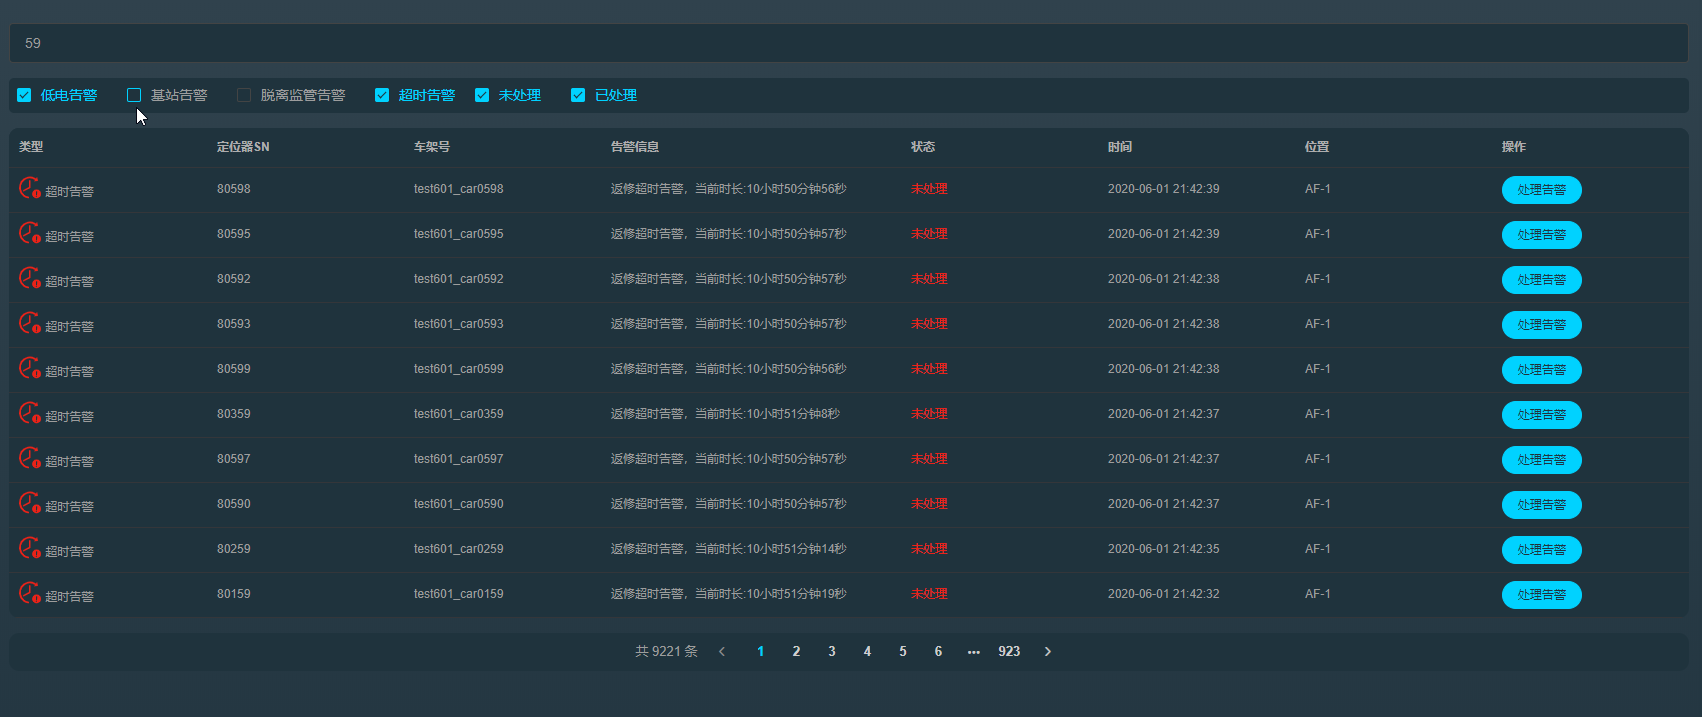 59
低电告警 基站告警 脱离监管告警 超时告警 未处理 已处理
类型 定位器SN 车架号 告警信息 状态 时间 位置 操作
超时告警 80598 test601_car0598 返修超时告警，当前时长:10小时50分钟56秒 未处理 2020-06-01 21:42:39 AF-1 处理告警
超时告警 80595 test601_car0595 返修超时告警，当前时长:10小时50分钟57秒 未处理 2020-06-01 21:42:39 AF-1 处理告警
超时告警 80592 test601_car0592 返修超时告警，当前时长:10小时50分钟57秒 未处理 2020-06-01 21:42:38 AF-1 处理告警
超时告警 80593 test601_car0593 返修超时告警，当前时长:10小时50分钟57秒 未处理 2020-06-01 21:42:38 AF-1 处理告警
超时告警 80599 test601_car0599 返修超时告警，当前时长:10小时50分钟56秒 未处理 2020-06-01 21:42:38 AF-1 处理告警
超时告警 80359 test601_car0359 返修超时告警，当前时长:10小时51分钟8秒 未处理 2020-06-01 21:42:37 AF-1 处理告警
超时告警 80597 test601_car0597 返修超时告警，当前时长:10小时50分钟57秒 未处理 2020-06-01 21:42:37 AF-1 处理告警
超时告警 80590 test601_car0590 返修超时告警，当前时长:10小时50分钟57秒 未处理 2020-06-01 21:42:37 AF-1 处理告警
超时告警 80259 test601_car0259 返修超时告警，当前时长:10小时51分钟14秒 未处理 2020-06-01 21:42:35 AF-1 处理告警
超时告警 80159 test601_car0159 返修超时告警，当前时长:10小时51分钟19秒 未处理 2020-06-01 21:42:32 AF-1 处理告警
共 9221 条 1 2 3 4 5 6 ••• 923